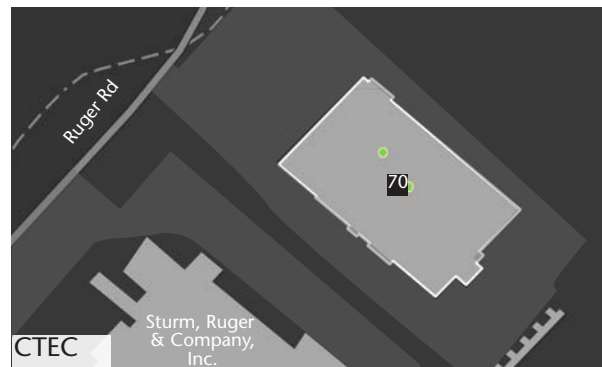 Ruger Rd
70
Sturm, Ruger
& Company,
Inc.
CTEC